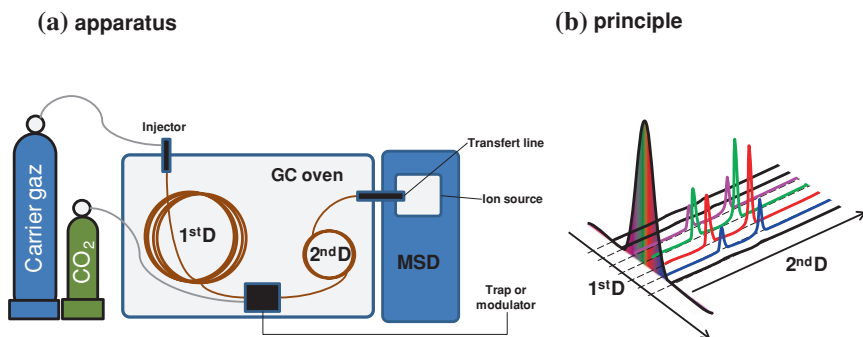 (a) apparatus
(b) principle
Injector
GC oven
Transfert line
Ion source
Carrier gaz
CO2
1stD
2ndD
MSD
Trap or
modulator
1stD
2ndD